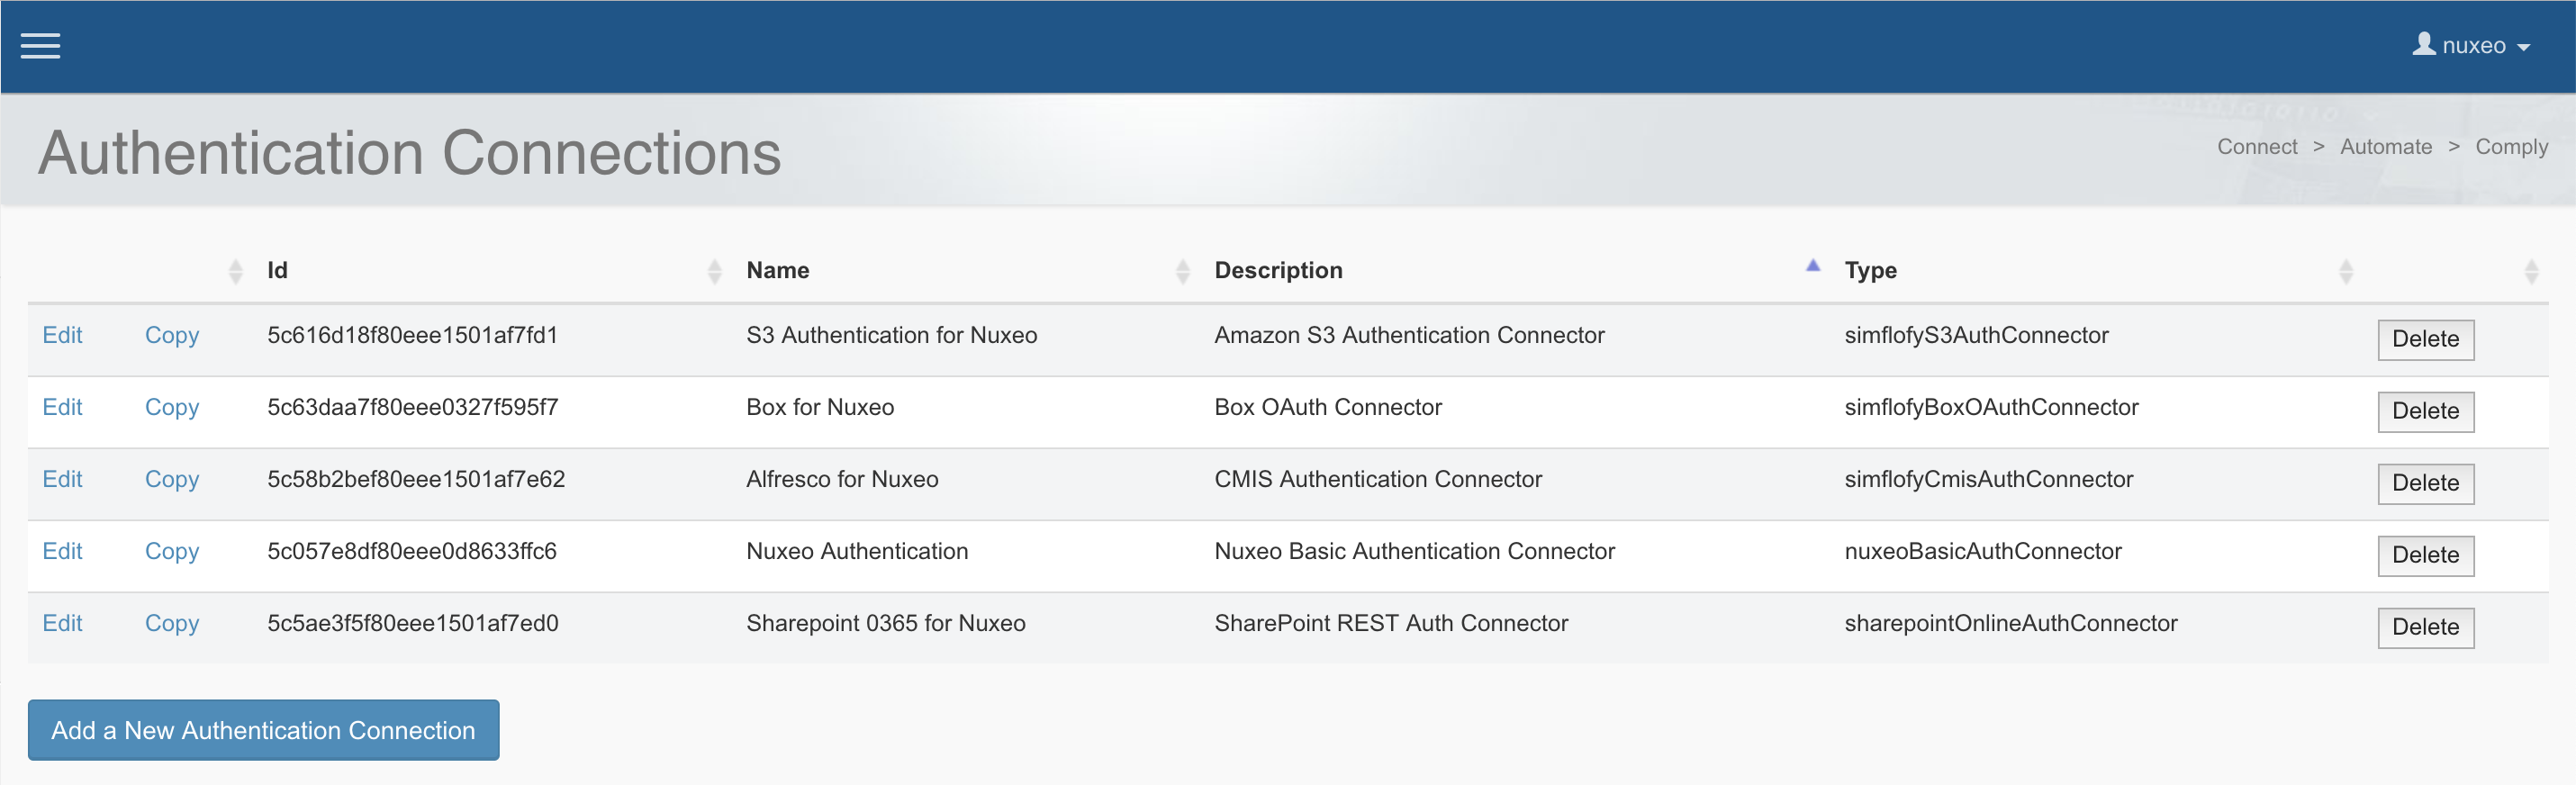 nuxeo
Authentication Connections
Connect > Automate > Comply
Id Name Description Type
Edit Copy 5c616d18f80eee1501af7fd1 S3 Authentication for Nuxeo Amazon S3 Authentication Connector simflofyS3AuthConnector Delete
Edit Copy 5c63daa7f80eee0327f595f7 Box for Nuxeo Box OAuth Connector simflofyBoxOAuthConnector Delete
Edit Copy 5c58b2bef80eee1501af7e62 Alfresco for Nuxeo CMIS Authentication Connector simflofyCmisAuthConnector Delete
Edit Copy 5c057e8df80eee0d8633ffc6 Nuxeo Authentication Nuxeo Basic Authentication Connector nuxeoBasicAuthConnector Delete
Edit Copy 5c5ae3f5f80eee1501af7ed0 Sharepoint 0365 for Nuxeo SharePoint REST Auth Connector sharepointOnlineAuthConnector Delete
Add a New Authentication Connection